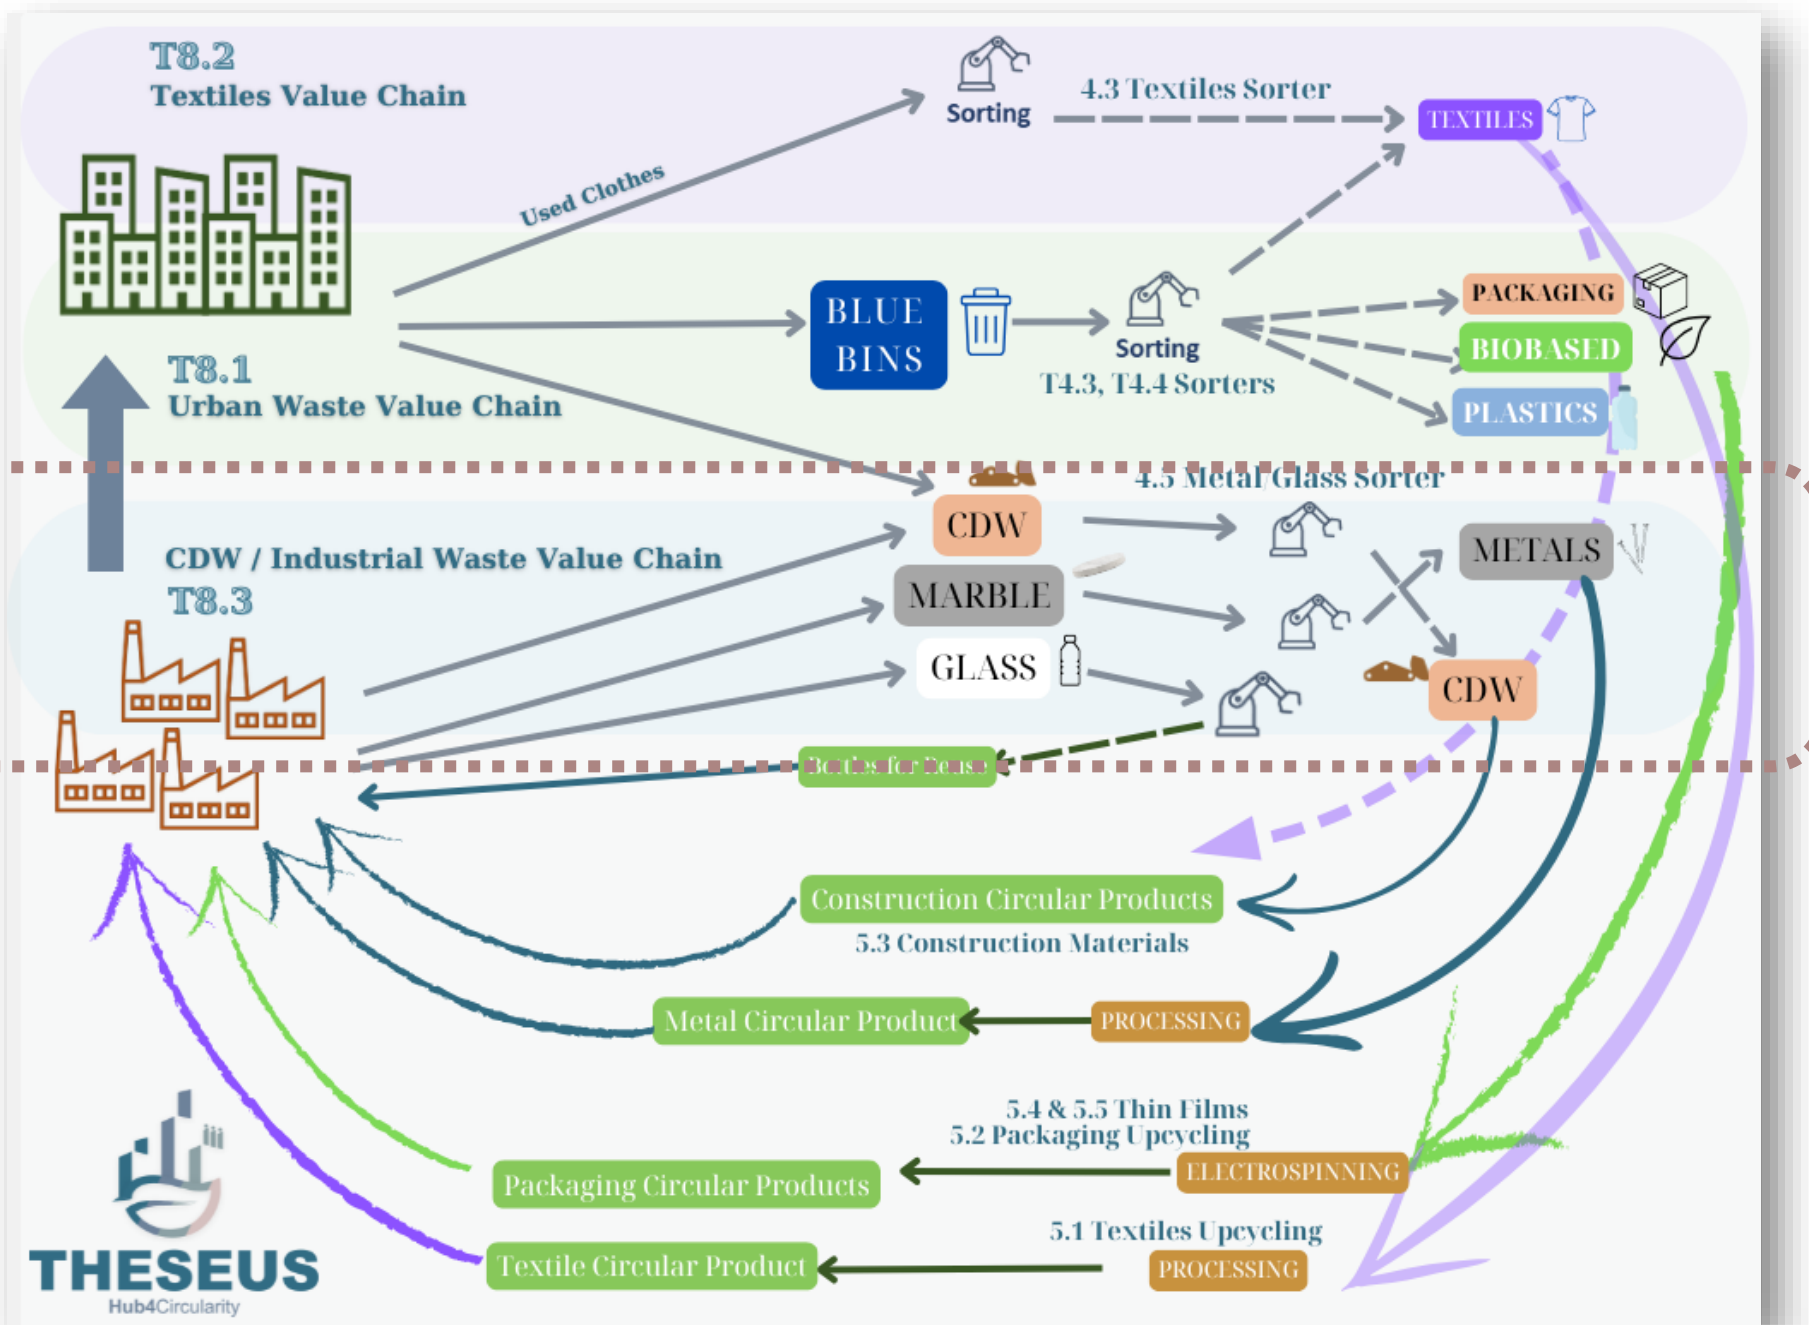 T8.2
Textiles Value Chain
Sorting
4.3 Textiles Sorter
TEXTILES
Used Clothes
BLUE
BINS
Sorting
T4.3, T4.4 Sorters
PACKAGING
BIOBASED
PLASTICS
T8.1
Urban Waste Value Chain
4.5 Metal/Glass Sorter
CDW
METALS
CDW / Industrial Waste Value Chain
T8.3
MARBLE
GLASS
CDW
Bottles for Reuse
Construction Circular Products
5.3 Construction Materials
Metal Circular Product
PROCESSING
5.4 & 5.5 Thin Films
5.2 Packaging Upcycling
ELECTROSPINNING
Packaging Circular Products
5.1 Textiles Upcycling
Textile Circular Product
PROCESSING
THESEUS
Hub4Circularity